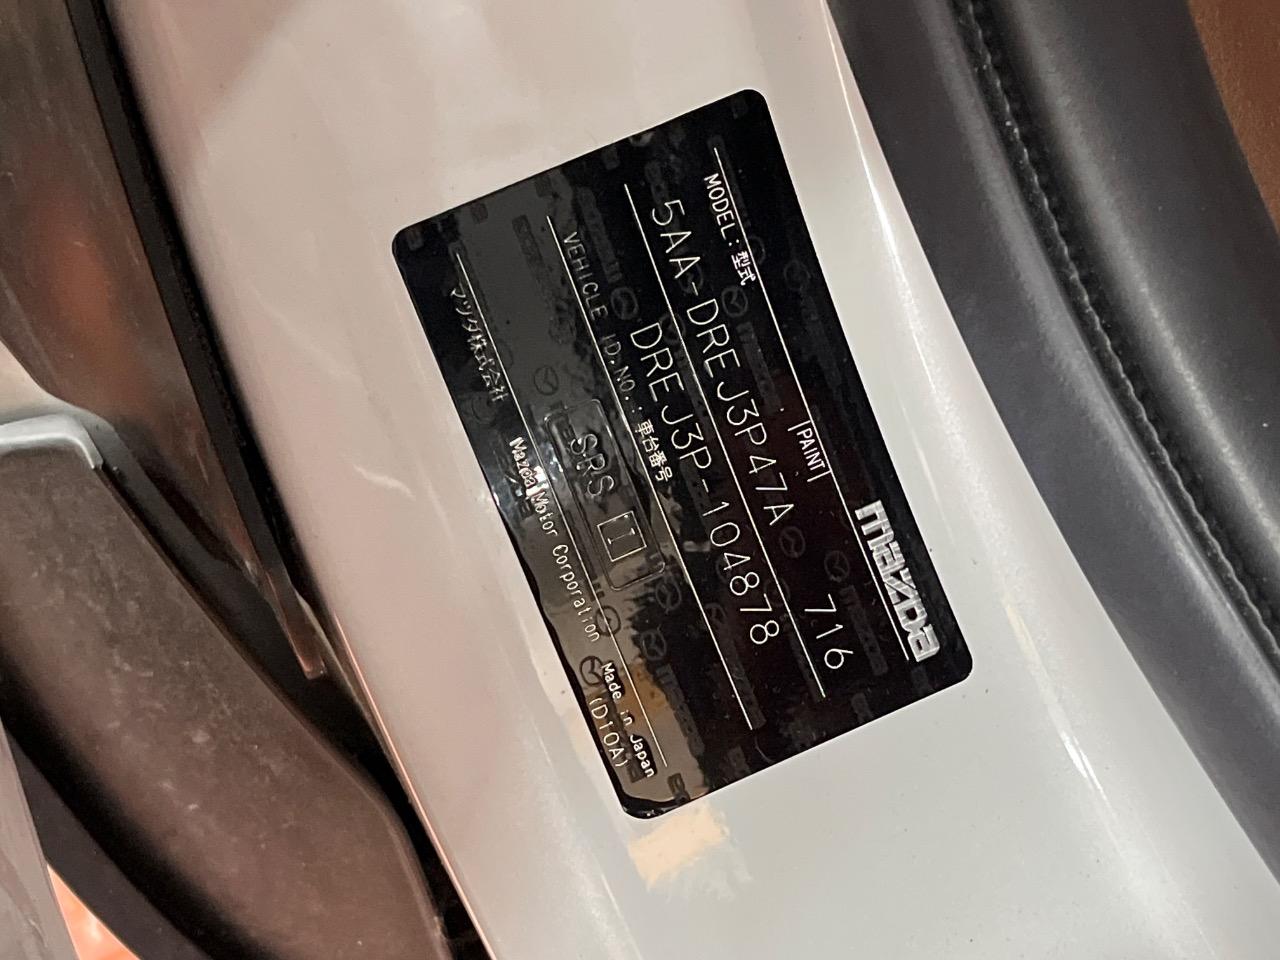 mazda
MODEL:型式 PAINT
5AA-DREJ3P47A 716
VEHICLE ID.NO.:車台番号
DREJ3P-104878
SRS I
マツダ株式会社 Mazda Motor Corporation Made in Japan
(D10A)